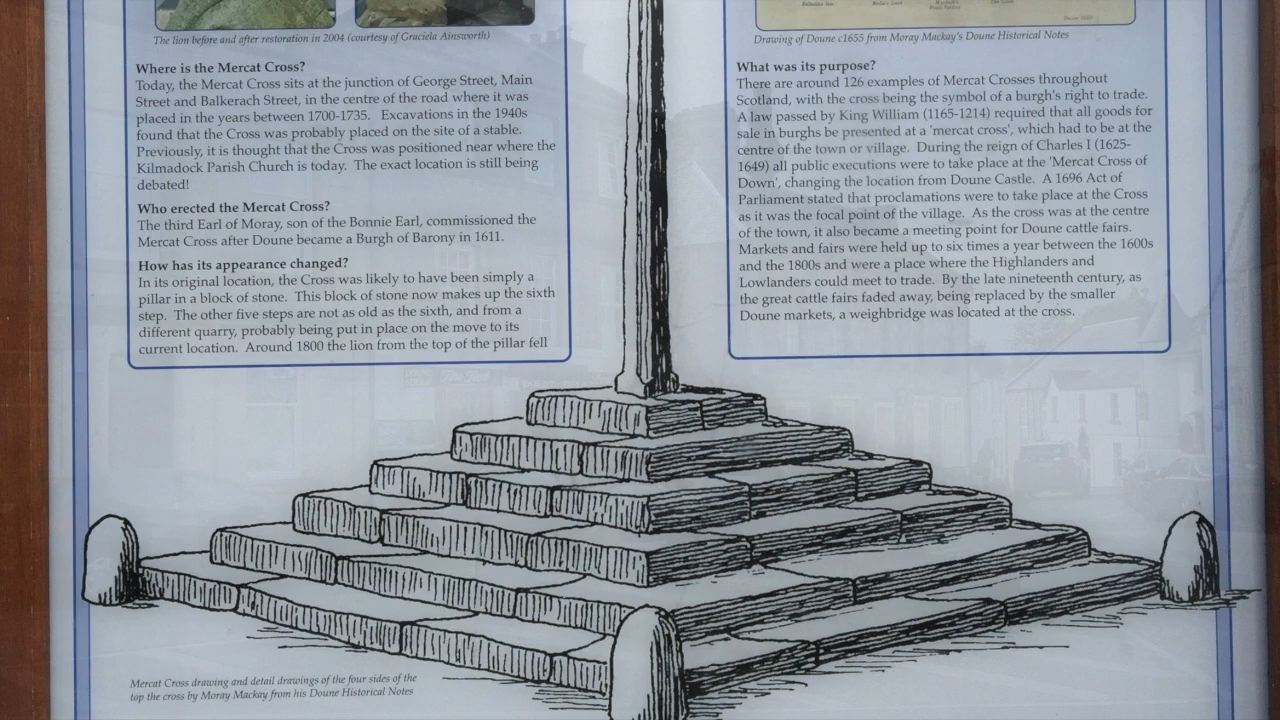 The lion before and after restoration in 2004 (courtesy of Graciela Ainsworth)
Where is the Mercat Cross?
Today, the Mercat Cross sits at the junction of George Street, Main
Street and Balkerach Street, in the centre of the road where it was
placed in the years between 1700-1735. Excavations in the 1940s
found that the Cross was probably placed on the site of a stable.
Previously, it is thought that the Cross was positioned near where the
Kilmadock Parish Church is today. The exact location is still being
debated!
Who erected the Mercat Cross?
The third Earl of Moray, son of the Bonnie Earl, commissioned the
Mercat Cross after Doune became a Burgh of Barony in 1611.
How has its appearance changed?
In its original location, the Cross was likely to have been simply a
pillar in a block of stone. This block of stone now makes up the sixth
step. The other five steps are not as old as the sixth, and from a
different quarry, probably being put in place on the move to its
current location. Around 1800 the lion from the top of the pillar fell
Drawing of Doune c1655 from Moray Mackay's Doune Historical Notes
What was its purpose?
There are around 126 examples of Mercat Crosses throughout
Scotland, with the cross being the symbol of a burgh's right to trade.
A law passed by King William (1165-1214) required that all goods for
sale in burghs be presented at a 'mercat cross', which had to be at the
centre of the town or village. During the reign of Charles I (1625-
1649) all public executions were to take place at the 'Mercat Cross of
Down', changing the location from Doune Castle. A 1696 Act of
Parliament stated that proclamations were to take place at the Cross
as it was the focal point of the village. As the cross was at the centre
of the town, it also became a meeting point for Doune cattle fairs.
Markets and fairs were held up to six times a year between the 1600s
and the 1800s and were a place where the Highlanders and
Lowlanders could meet to trade. By the late nineteenth century, as
the great cattle fairs faded away, being replaced by the smaller
Doune markets, a weighbridge was located at the cross.
Mercat Cross drawing and detail drawings of the four sides of the
top the cross by Moray Mackay from his Doune Historical Notes